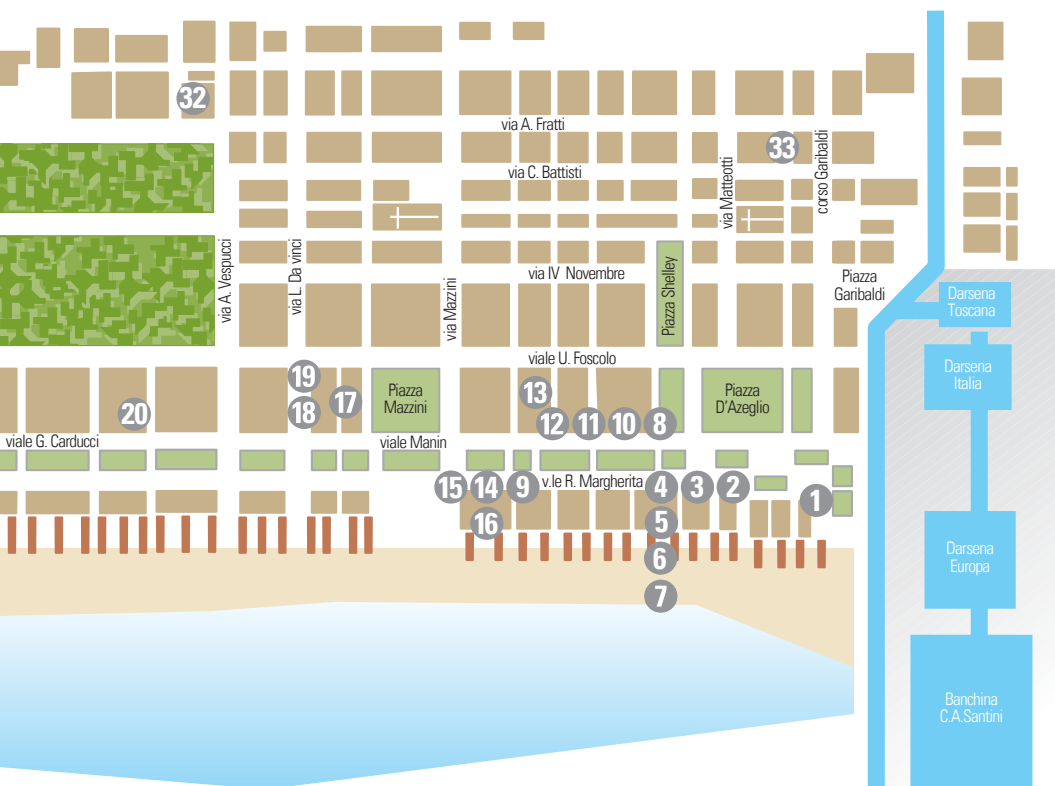 32
via A. Fratti
33
via C. Battisti
via Matteotti
corso Garibaldi
via A. Vespucci
via L. Da vinci
via Mazzini
via IV Novembre
Piazza Shelley
Piazza
Garibaldi
Darsena
Toscana
viale U. Foscolo
Darsena
Italia
19
18
17
20
Piazza
Mazzini
13
12
11
10
8
Piazza
D'Azeglio
viale G. Carducci
viale Manin
15
14
9
v.le R. Margherita
4
3
2
1
16
5
6
7
Darsena
Europa
Banchina
C.A.Santini